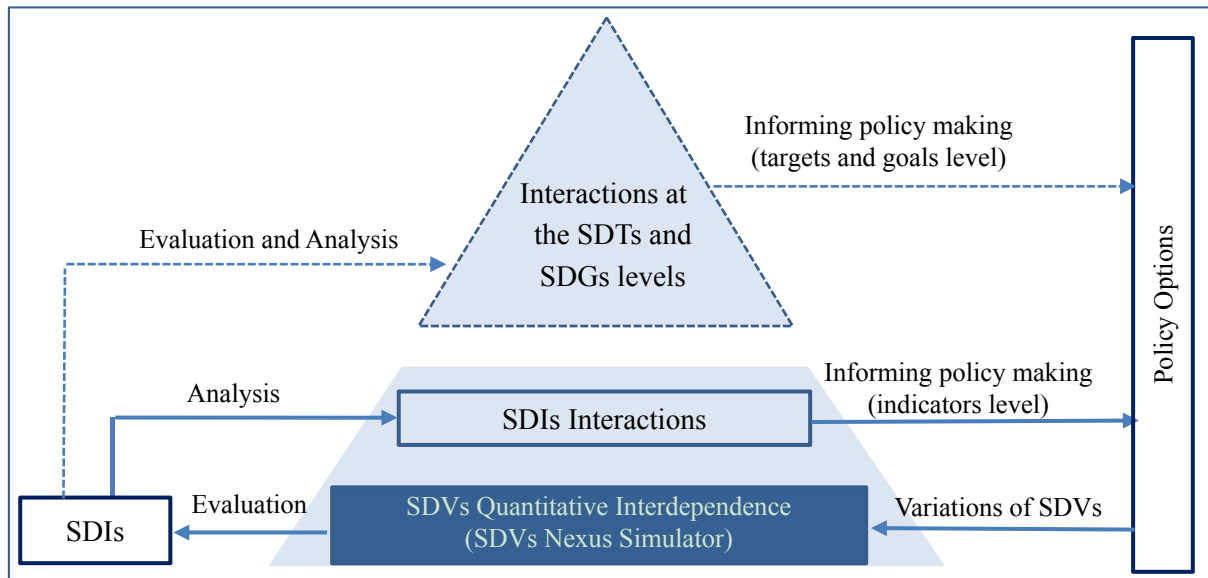 Informing policy making
(targets and goals level)
Interactions at
the SDTs and
SDGs levels
Evaluation and Analysis
Policy Options
Informing policy making
(indicators level)
Analysis
SDIs Interactions
SDVs Quantitative Interdependence
(SDVs Nexus Simulator)
Evaluation
Variations of SDVs
SDIs